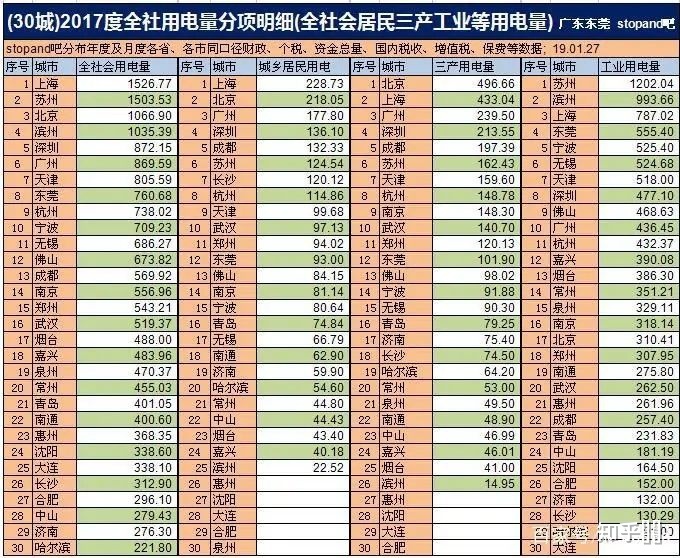 (30城)2017度全社用电量分项明细(全社会居民三产工业等用电量) 广东东莞 stopand吧
stopand吧分布年度及月度各省、各市同口径财政、个税、资金总量、国内税收、增值税、保费等数据; 19.01.27
序号 城市 全社会用电量 序号 城市 城乡居民用电 序号 城市 三产用电量 序号 城市 工业用电量
1 上海 1526.77 1 上海 228.73 1 北京 496.66 1 苏州 1202.04
2 苏州 1503.53 2 北京 218.05 2 上海 433.04 2 滨州 993.66
3 北京 1066.90 3 广州 177.80 3 广州 239.50 3 上海 787.02
4 滨州 1035.39 4 深圳 136.10 4 深圳 213.55 4 东莞 555.40
5 深圳 872.15 5 成都 132.33 5 成都 197.39 5 宁波 525.40
6 广州 869.59 6 苏州 124.54 6 苏州 162.43 6 无锡 524.68
7 天津 805.59 7 长沙 120.12 7 天津 159.60 7 天津 518.00
8 东莞 760.68 8 杭州 114.86 8 杭州 148.78 8 深圳 477.10
9 杭州 738.02 9 天津 99.68 9 南京 148.30 9 佛山 468.63
10 宁波 709.23 10 武汉 97.13 10 武汉 140.70 10 广州 436.45
11 无锡 686.27 11 郑州 94.02 11 郑州 120.13 11 杭州 432.37
12 佛山 673.82 12 东莞 93.00 12 东莞 101.90 12 嘉兴 390.08
13 成都 569.92 13 佛山 84.15 13 佛山 98.02 13 烟台 386.30
14 南京 556.96 14 南京 81.14 14 宁波 91.88 14 常州 351.21
15 郑州 543.21 15 宁波 80.64 15 无锡 90.30 15 泉州 329.11
16 武汉 519.37 16 青岛 74.84 16 青岛 79.25 16 南京 318.14
17 烟台 488.00 17 无锡 66.79 17 济南 75.40 17 北京 310.41
18 嘉兴 483.96 18 南通 62.90 18 长沙 74.50 18 郑州 307.95
19 泉州 470.37 19 济南 59.90 19 哈尔滨 64.20 19 南通 275.80
20 常州 455.03 20 哈尔滨 54.60 20 常州 53.00 20 武汉 262.50
21 青岛 401.05 21 常州 44.80 21 泉州 49.50 21 惠州 261.96
22 南通 400.60 22 中山 44.43 22 南通 48.90 22 成都 257.40
23 惠州 368.35 23 烟台 43.40 23 中山 46.99 23 青岛 231.83
24 沈阳 338.60 24 嘉兴 40.18 24 嘉兴 46.01 24 中山 181.19
25 大连 338.10 25 滨州 22.52 25 烟台 41.00 25 沈阳 164.50
26 长沙 312.90 26 惠州 26 滨州 14.95 26 合肥 152.00
27 合肥 296.10 27 沈阳 27 惠州 27 济南 132.00
28 中山 279.43 28 大连 28 沈阳 28 长沙 130.29
29 济南 276.30 29 合肥 29 大连 29
30 哈尔滨 221.80 30 泉州 30 合肥 30 大连